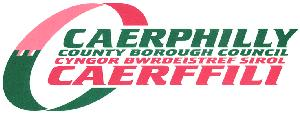 CAERPHILLY
COUNTY BOROUGH COUNCIL
CYNGOR BWRDEISTREF SIROL
CAERFFILI